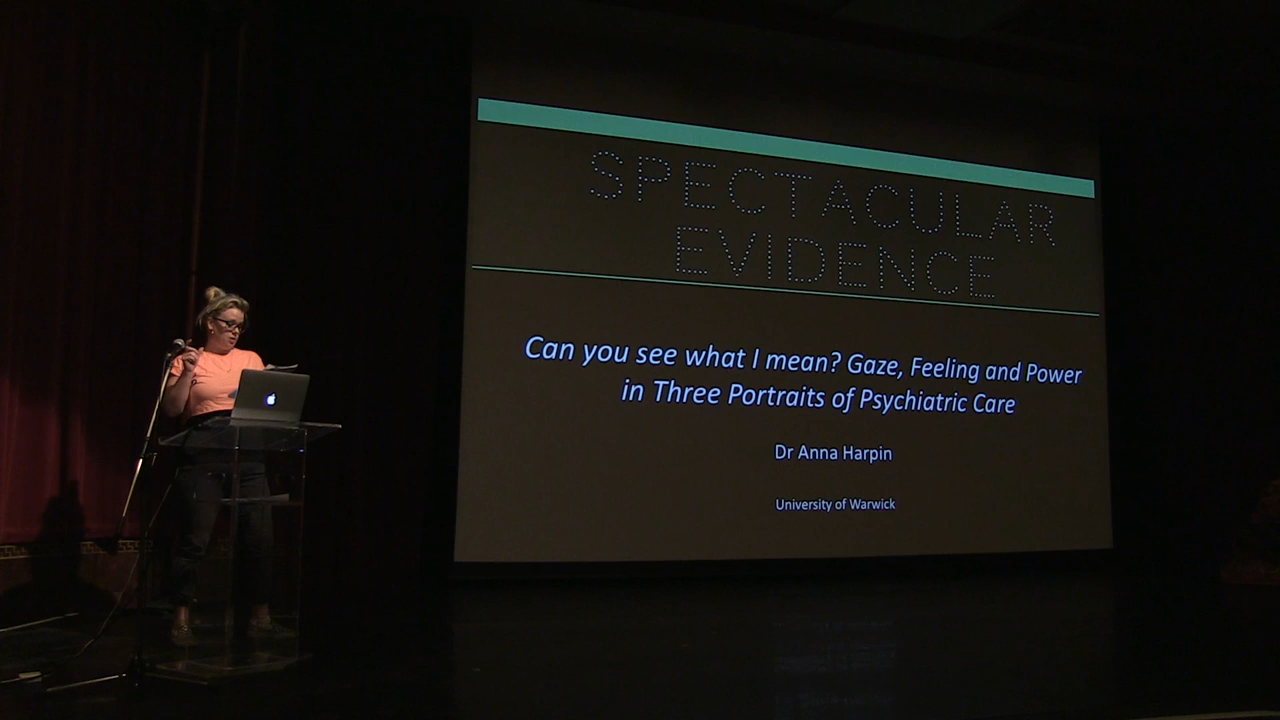 SPECTACULAR
EVIDENCE
Can you see what I mean? Gaze, Feeling and Power
in Three Portraits of Psychiatric Care
Dr Anna Harpin
University of Warwick